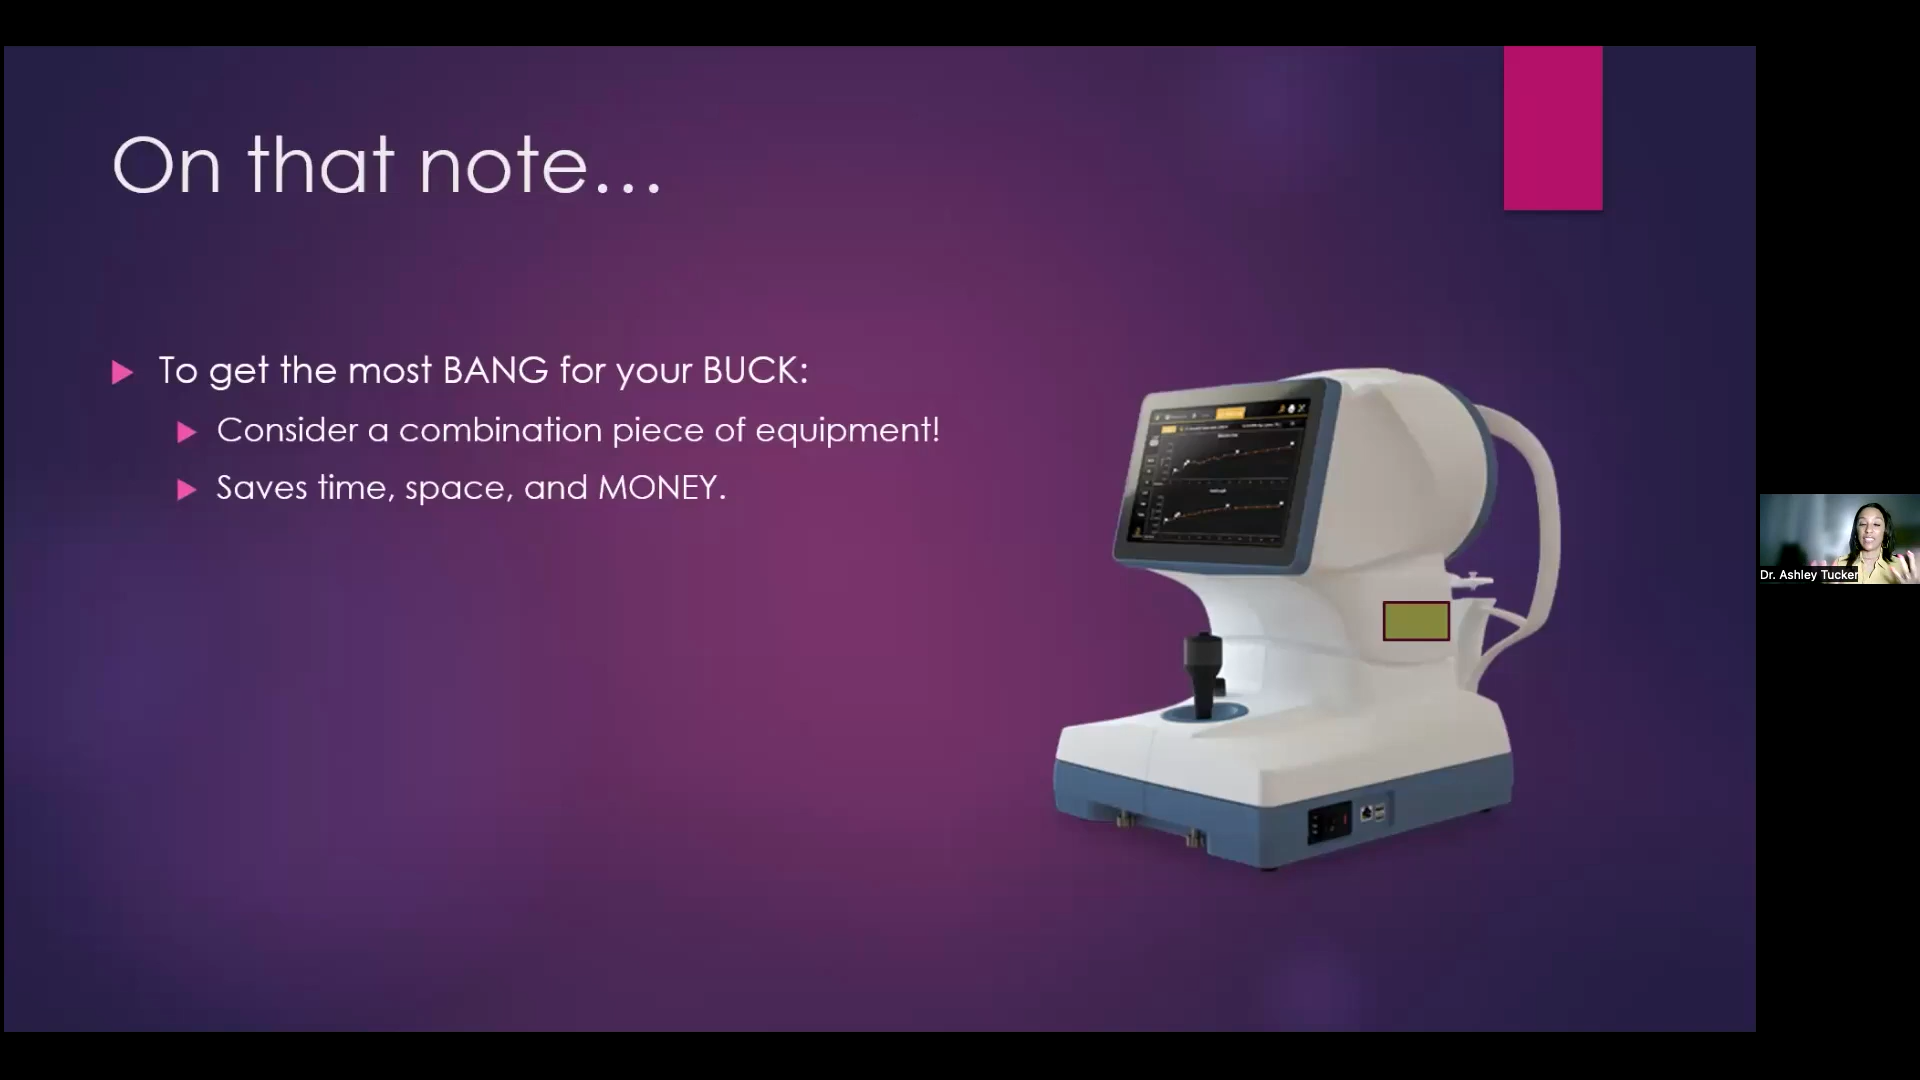 On that note...
To get the most BANG for your BUCK:
Consider a combination piece of equipment!
Saves time, space, and MONEY.
Dr. Ashley Tucker